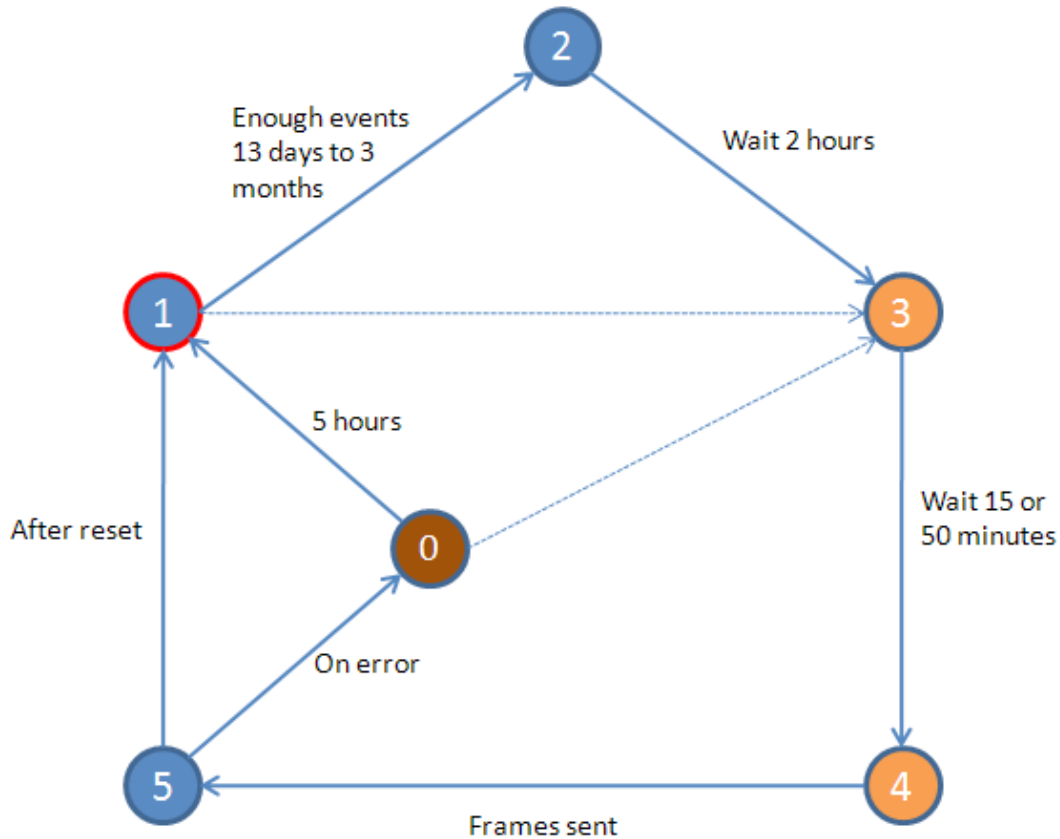 2
Enough events
13 days to 3
months
Wait 2 hours
1
3
5 hours
After reset
0
Wait 15 or
50 minutes
On error
5
4
Frames sent